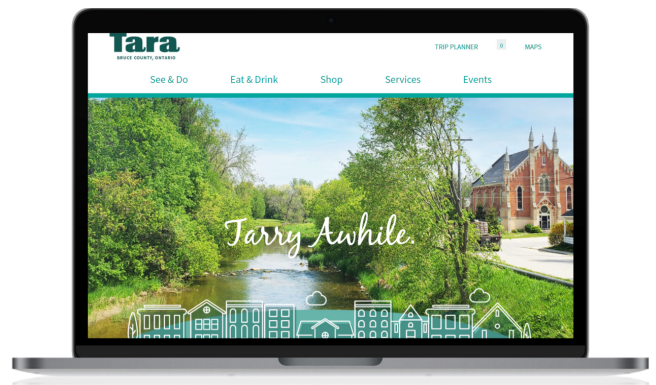 Tara
BRUCE COUNTY, ONTARIO
TRIP PLANNER 0 MAPS
See & Do Eat & Drink Shop Services Events
Tarry Awhile.